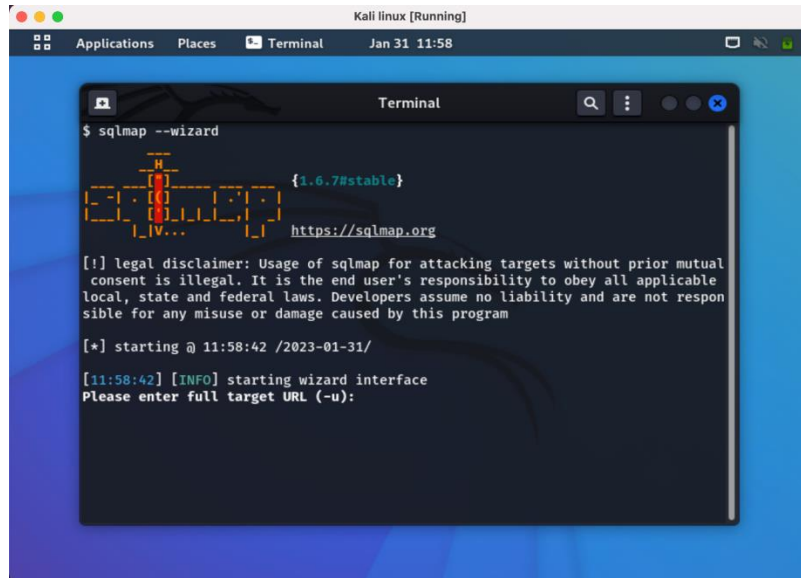 Kali linux [Running]
Applications Places Terminal Jan 31 11:58
Terminal
$ sqlmap --wizard
{1.6.7#stable}
https://sqlmap.org
[!] legal disclaimer: Usage of sqlmap for attacking targets without prior mutual
consent is illegal. It is the end user's responsibility to obey all applicable
local, state and federal laws. Developers assume no liability and are not respon
sible for any misuse or damage caused by this program
[*] starting @ 11:58:42 /2023-01-31/
[11:58:42] [INFO] starting wizard interface
Please enter full target URL (-u):